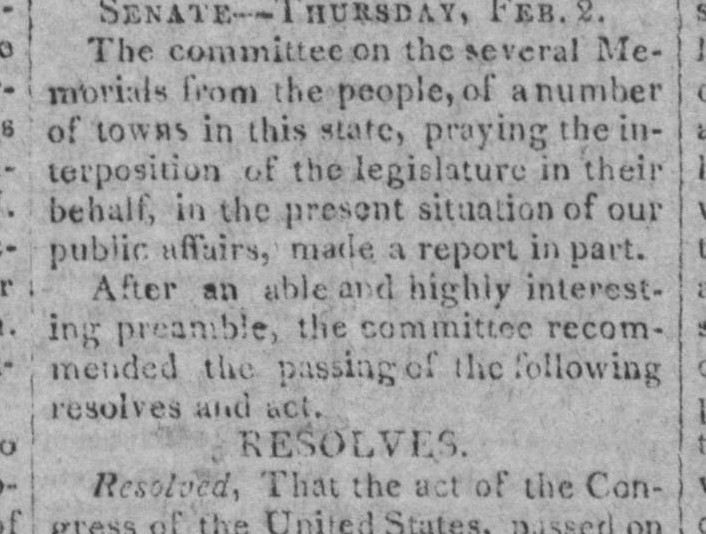 SENATE--THURSDAY, FEB. 2.
The committee on the several Me-
morials from the people, of a number
of towns in this state, praying the in-
terposition of the legislature in their
behalf, in the present situation of our
public affairs, made a report in part.
After an able and highly interest-
ing preamble, the committee recom-
mended the passing of the following
resolves and act.
RESOLVES.
Resolved, That the act of the Con-
gress of the United States, passed on